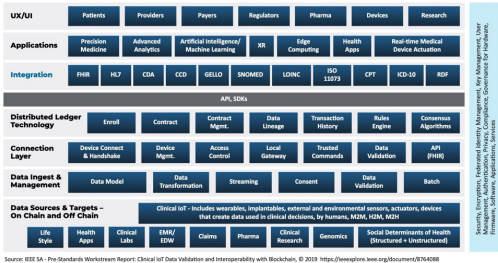 UX/UI
Patients
Providers
Payers
Regulators
Pharma
Devices
Research
Applications
Precision
Medicine
Advanced
Analytics
Artificial Intelligence/
Machine Learning
XR
Edge
Computing
Health
Apps
Real-time Medical
Device Actuation
Integration
FHIR
HL7
CDA
CCD
GELLO
SNOMED
LOINC
ISO
11073
CPT
ICD-10
RDF
API, SDKs
Distributed Ledger
Technology
Enroll
Contract
Contract
Mgmt.
Data
Lineage
Transaction
History
Rules
Engine
Consensus
Algorithms
Connection
Layer
Device Connect
& Handshake
Device
Mgmt.
Access
Control
Local
Gateway
Trusted
Commands
Data
Validation
API
(FHIR)
Data Ingest &
Management
Data Model
Data
Transformation
Streaming
Consent
Data
Validation
Batch
Data Sources & Targets –
On Chain and Off Chain
Clinical IoT - Includes wearables, implantables, external and environmental sensors, actuators, devices
that create data used in clinical decisions, by humans, M2M, M2M, M2H
Life
Style
Health
Apps
Clinical
Labs
EMR/
EDW
Claims
Pharma
Clinical
Research
Genomics
Social Determinants of Health
(Structured + Unstructured)
Security, Encryption, Federated Identity Management, Key Management, User
Management, Authentication, Privacy, Compliance, Governance for Hardware,
Firmware, Software, Applications, Services
Source: IEEE SA - Pre-Standards Workstream Report: Clinical IoT Data Validation and Interoperability with Blockchain, © 2019 https://ieeexplore.ieee.org/document/8764088